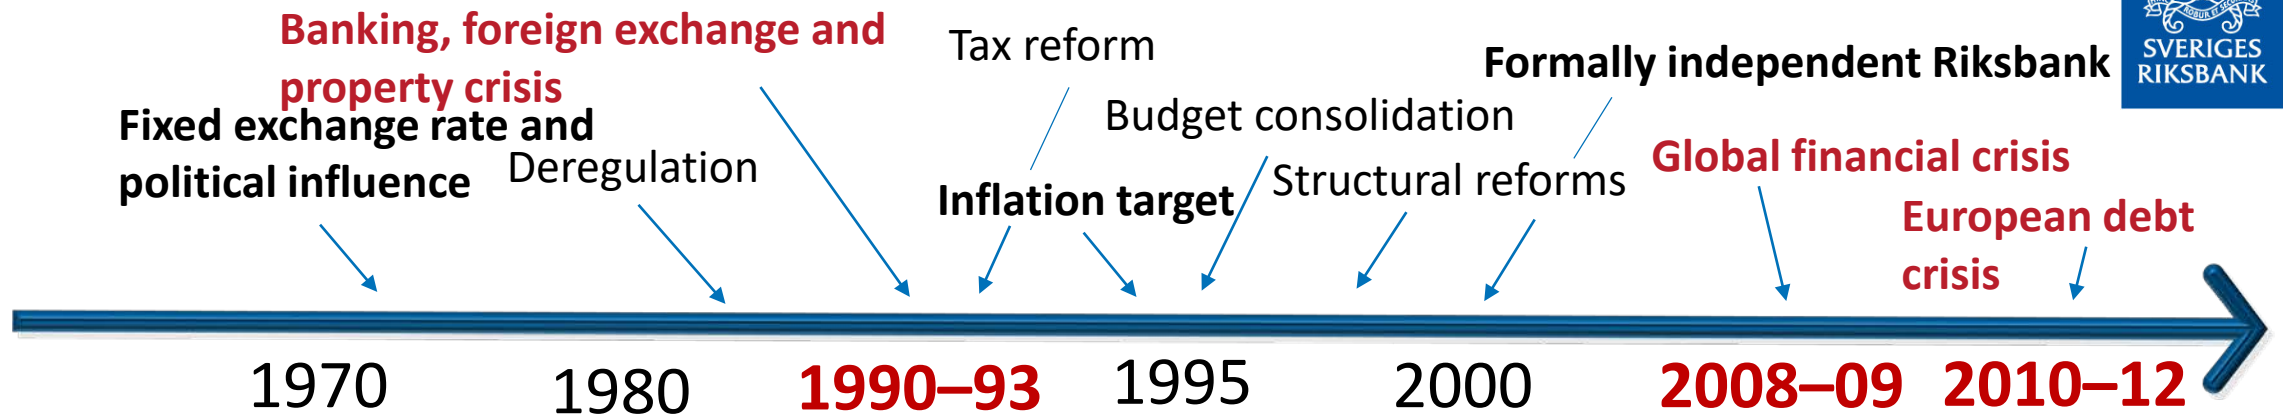 Banking, foreign exchange and
property crisis
Fixed exchange rate and
political influence
Deregulation
Tax reform
Inflation target
Budget consolidation
Structural reforms
Formally independent Riksbank
Global financial crisis
European debt
crisis
SVERIGES
RIKSBANK
1970
1980
1990–93
1995
2000
2008–09
2010–12